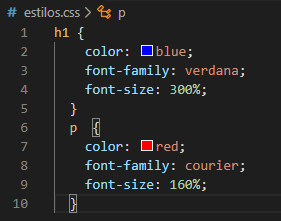 # estilos.css > p
1 h1 {
2 color: blue;
3 font-family: verdana;
4 font-size: 300%;
5 }
6 p {
7 color: red;
8 font-family: courier;
9 font-size: 160%;
10 }